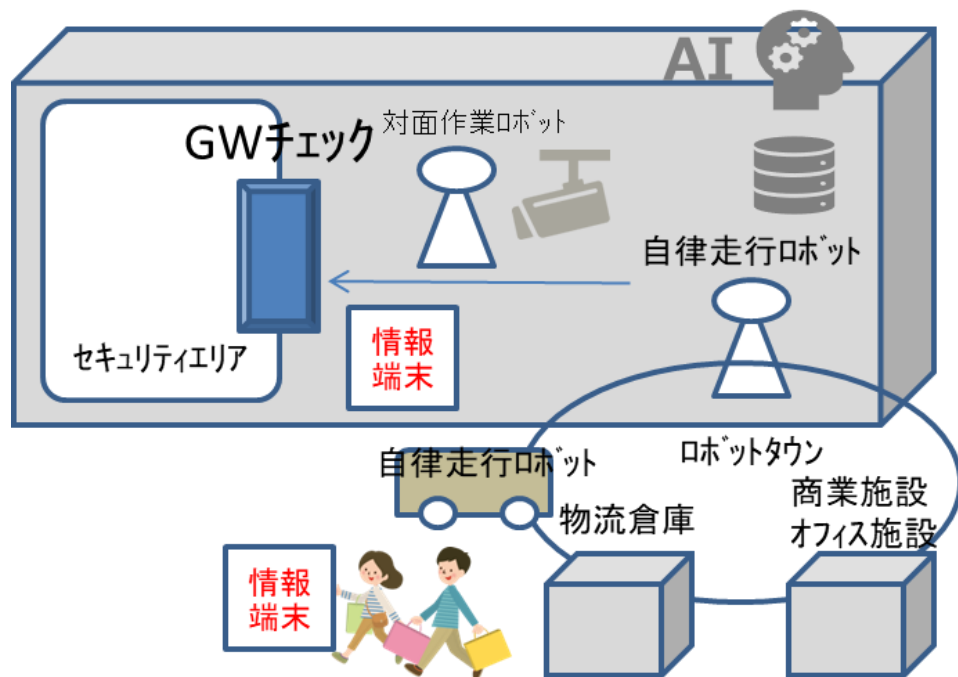 AI
対面作業ロボット
GWチェック
自律走行ロボット
情報
端末
セキュリティエリア
自律走行ロボット
ロボットタウン
商業施設
オフィス施設
物流倉庫
情報
端末